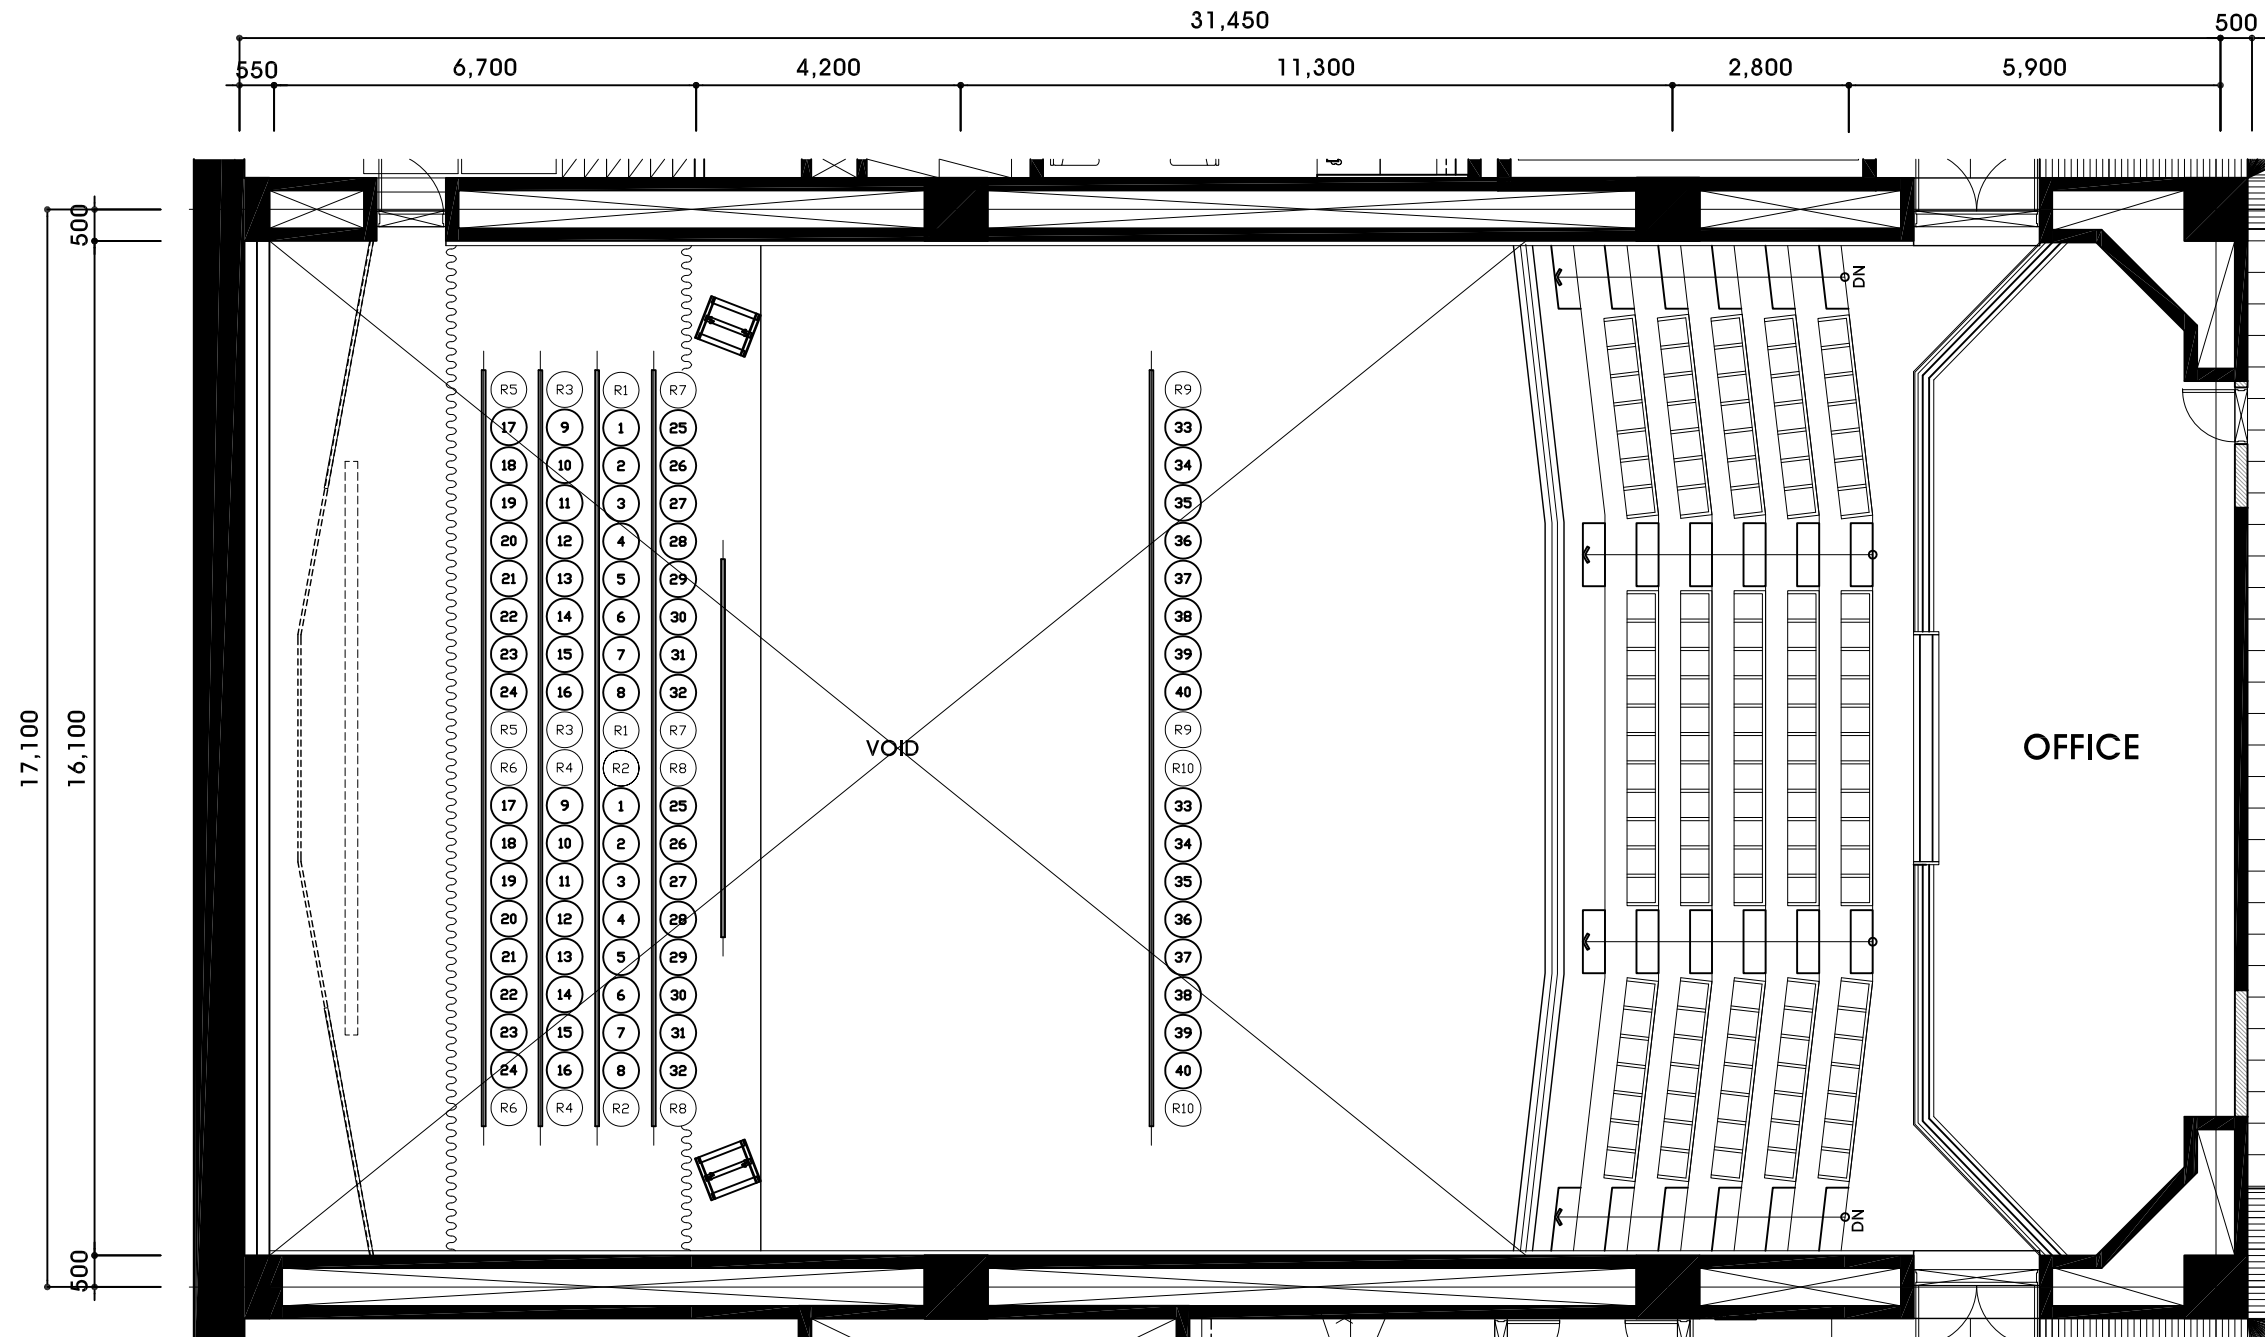 31,450 500
550 6,700 4,200 11,300 2,800 5,900
500
DN
R5 R3 R1 R7 R9
17 9 1 25 33
18 10 2 26 34
19 11 3 27 35
20 12 4 28 36
21 13 5 29 37
22 14 6 30 38
23 15 7 31 39
24 16 8 32 40
R5 R3 R1 R7 R9
17,100 16,100 VOID OFFICE
R6 R4 R2 R8 R10
17 9 1 25 33
18 10 2 26 34
19 11 3 27 35
20 12 4 28 36
21 13 5 29 37
22 14 6 30 38
23 15 7 31 39
24 16 8 32 40
R6 R4 R2 R8 R10
DN
500